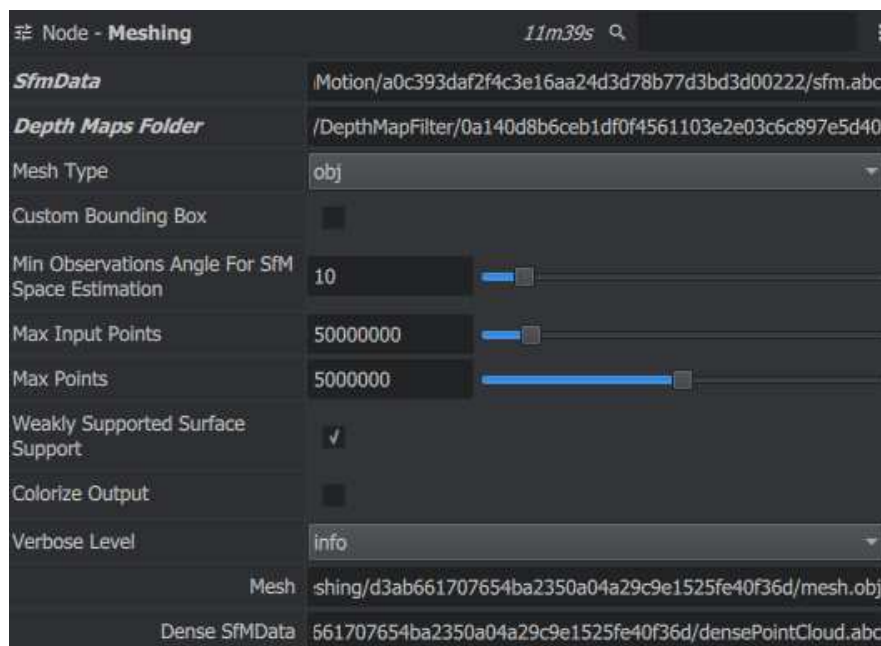 Node - Meshing 11m39s
SfmData Motion/a0c393daf2f4c3e16aa24d3d78b77d3bd3d00222/sfm.abc
Depth Maps Folder /DepthMapFilter/0a140d8b6ceb1df0f4561103e2e03c6c897e5d40
Mesh Type obj
Custom Bounding Box
Min Observations Angle For SfM
Space Estimation 10
Max Input Points 50000000
Max Points 5000000
Weakly Supported Surface
Support
Colorize Output
Verbose Level info
Mesh shing/d3ab661707654ba2350a04a29c9e1525fe40f36d/mesh.obj
Dense SfMData 661707654ba2350a04a29c9e1525fe40f36d/densePointCloud.abc